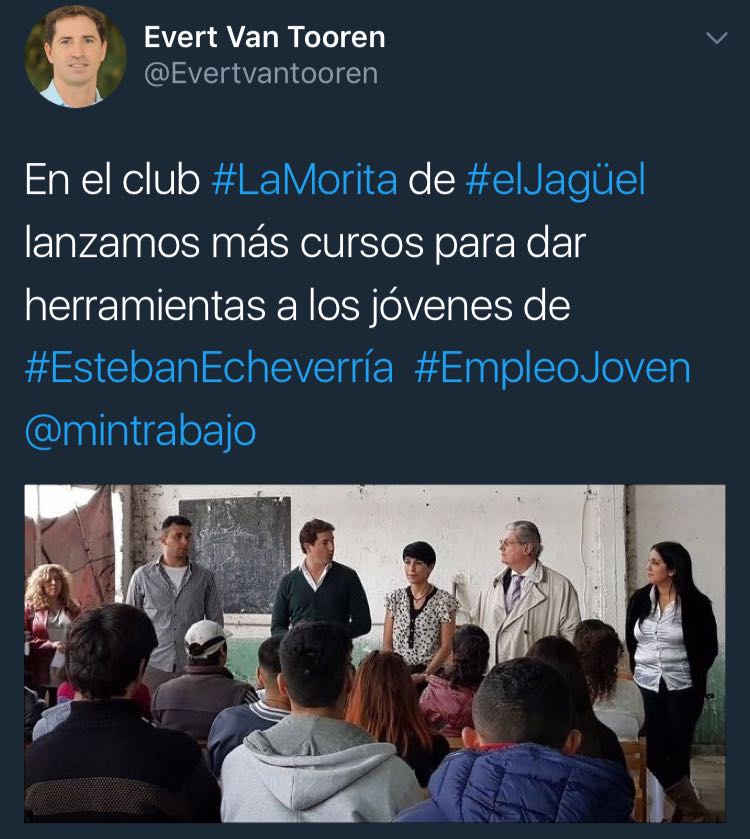 Evert Van Tooren
@Evertvantooren
En el club #LaMorita de #elJagüel
lanzamos más cursos para dar
herramientas a los jóvenes de
#EstebanEcheverría #EmpleoJoven
@mintrabajo